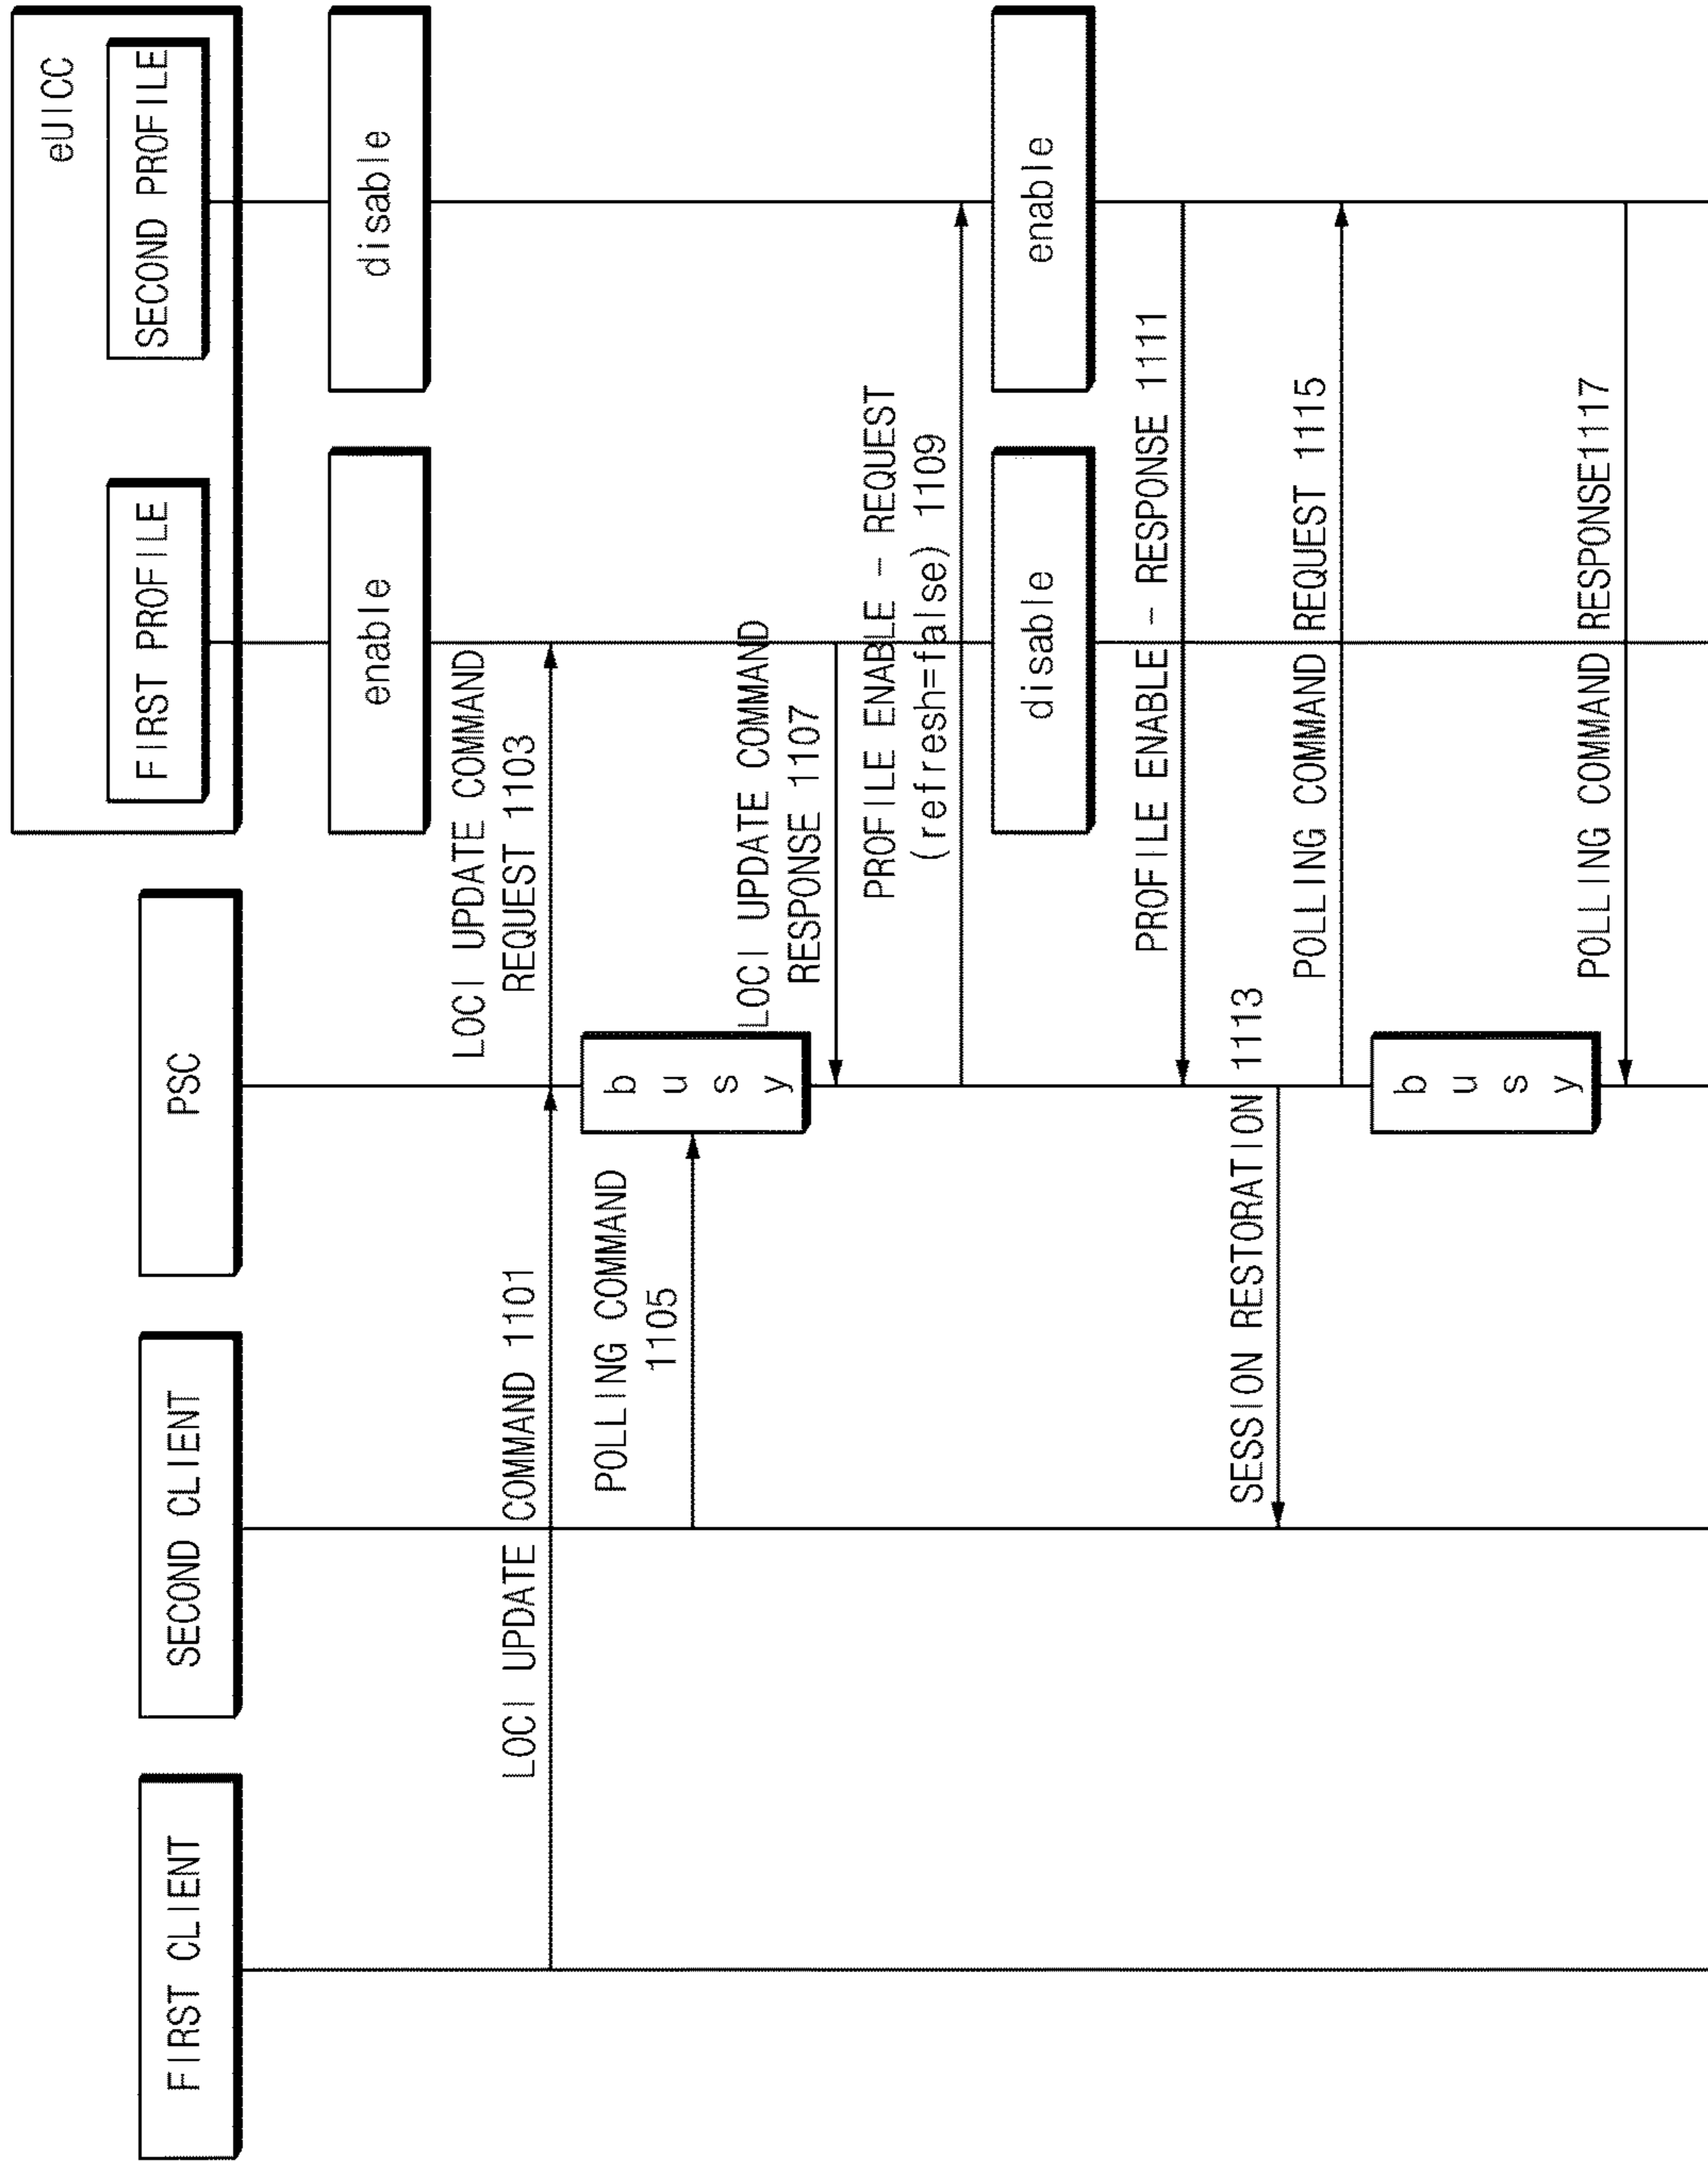 eUICC
FIRST CLIENT
SECOND CLIENT
PSC
FIRST PROFILE
SECOND PROFILE
enable
disable
LOCI UPDATE COMMAND 1101
LOCI UPDATE COMMAND
REQUEST 1103
POLLING COMMAND
1105
busy
LOCI UPDATE COMMAND
RESPONSE 1107
PROFILE ENABLE - REQUEST
(refresh=false) 1109
disable
enable
PROFILE ENABLE - RESPONSE 1111
SESSION RESTORATION 1113
POLLING COMMAND REQUEST 1115
busy
POLLING COMMAND RESPONSE1117